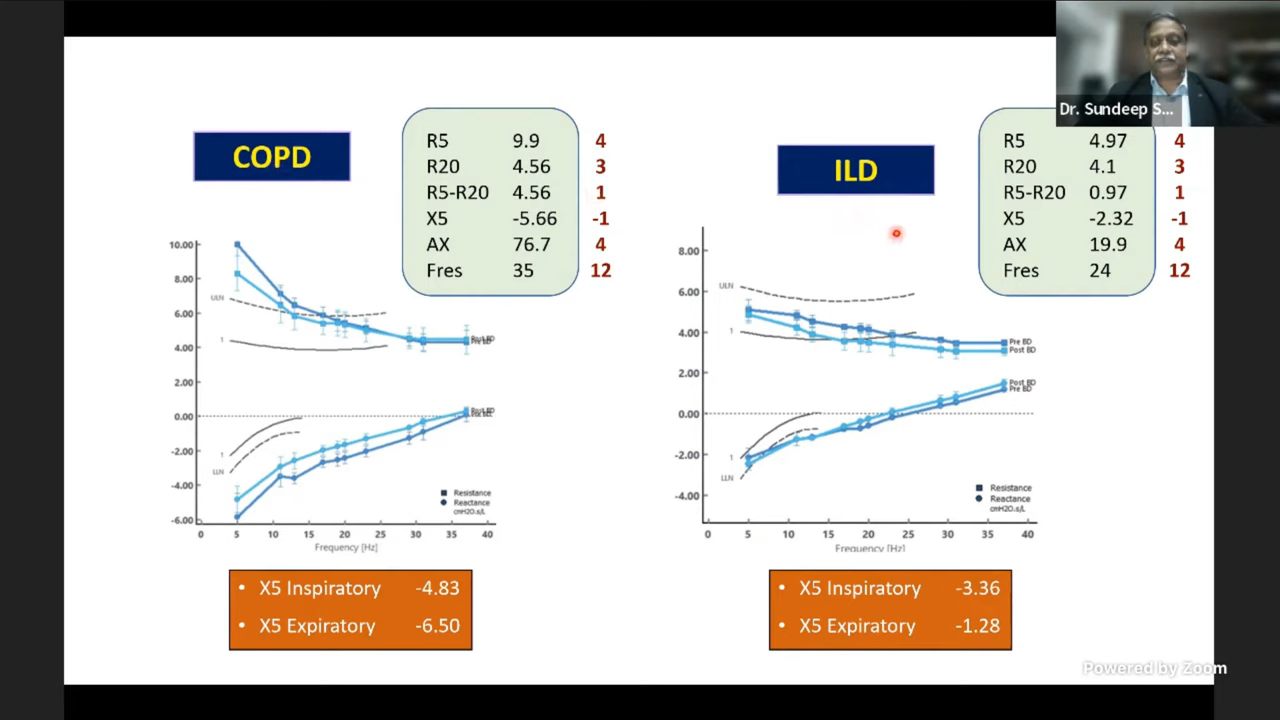 Dr. Sundeep S...
COPD
R5 9.9 4
R20 4.56 3
R5-R20 4.56 1
X5 -5.66 -1
AX 76.7 4
Fres 35 12
10.00
8.00
6.00
4.00
2.00
0.00
-2.00
-4.00
-6.00
ULN
1
1
LLN
Post BD
Resistance
Reactance
cmH2O.s/L
0 5 10 15 20 25 30 35 40
Frequency [Hz]
• X5 Inspiratory -4.83
• X5 Expiratory -6.50
ILD
R5 4.97 4
R20 4.1 3
R5-R20 0.97 1
X5 -2.32 -1
AX 19.9 4
Fres 24 12
8.00
6.00
4.00
2.00
0.00
-2.00
-4.00
ULN
1
1
LLN
Pre BD
Post BD
Post BD
Pre BD
Resistance
Reactance
cmH2O.s/L
0 5 10 15 20 25 30 35 40
Frequency [Hz]
• X5 Inspiratory -3.36
• X5 Expiratory -1.28
Powered by Zoom